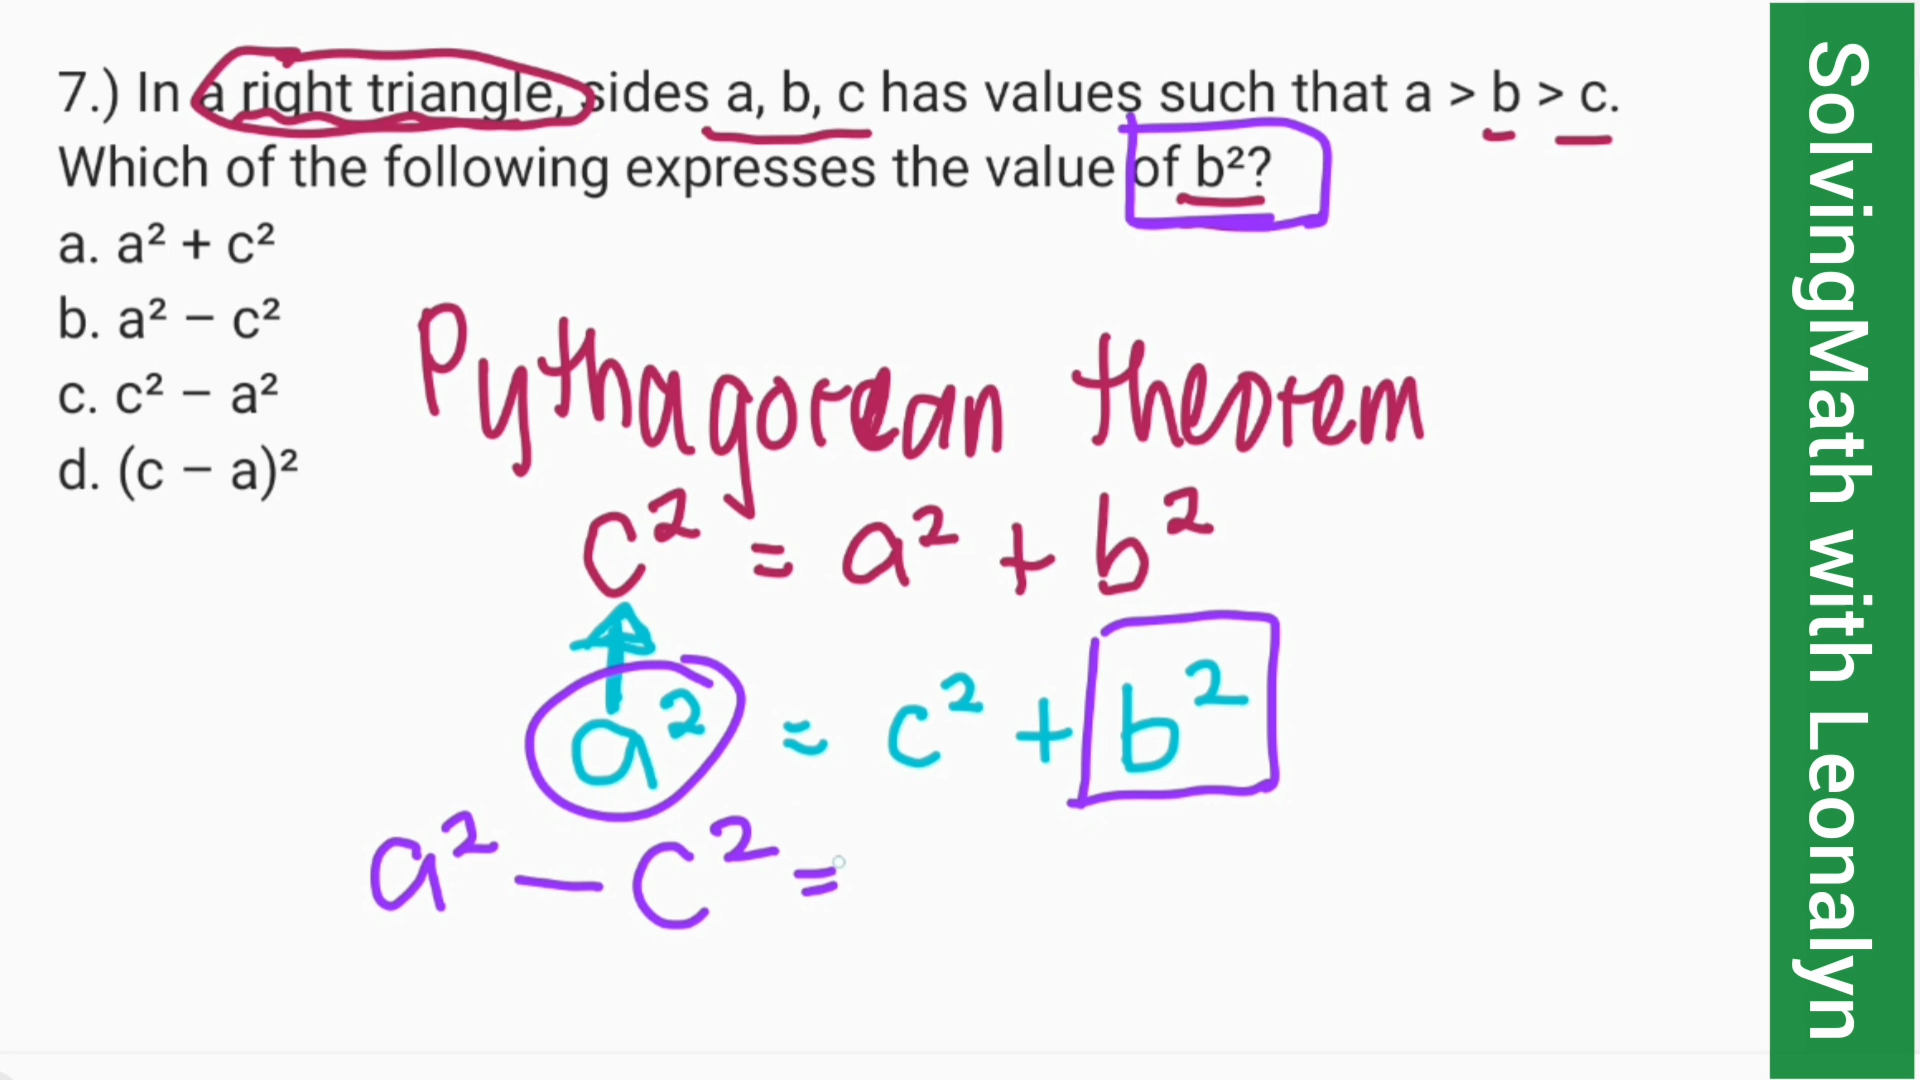 7.) In a right triangle, sides a, b, c has values such that a > b > c.
Which of the following expresses the value of b²?
a. a² + c²
b. a² – c²
c. c² – a²
d. (c – a)²
Pythagorean theorem
c² = a² + b²
a² = c² + b²
a² – c² =
SolvingMath with Leonalyn